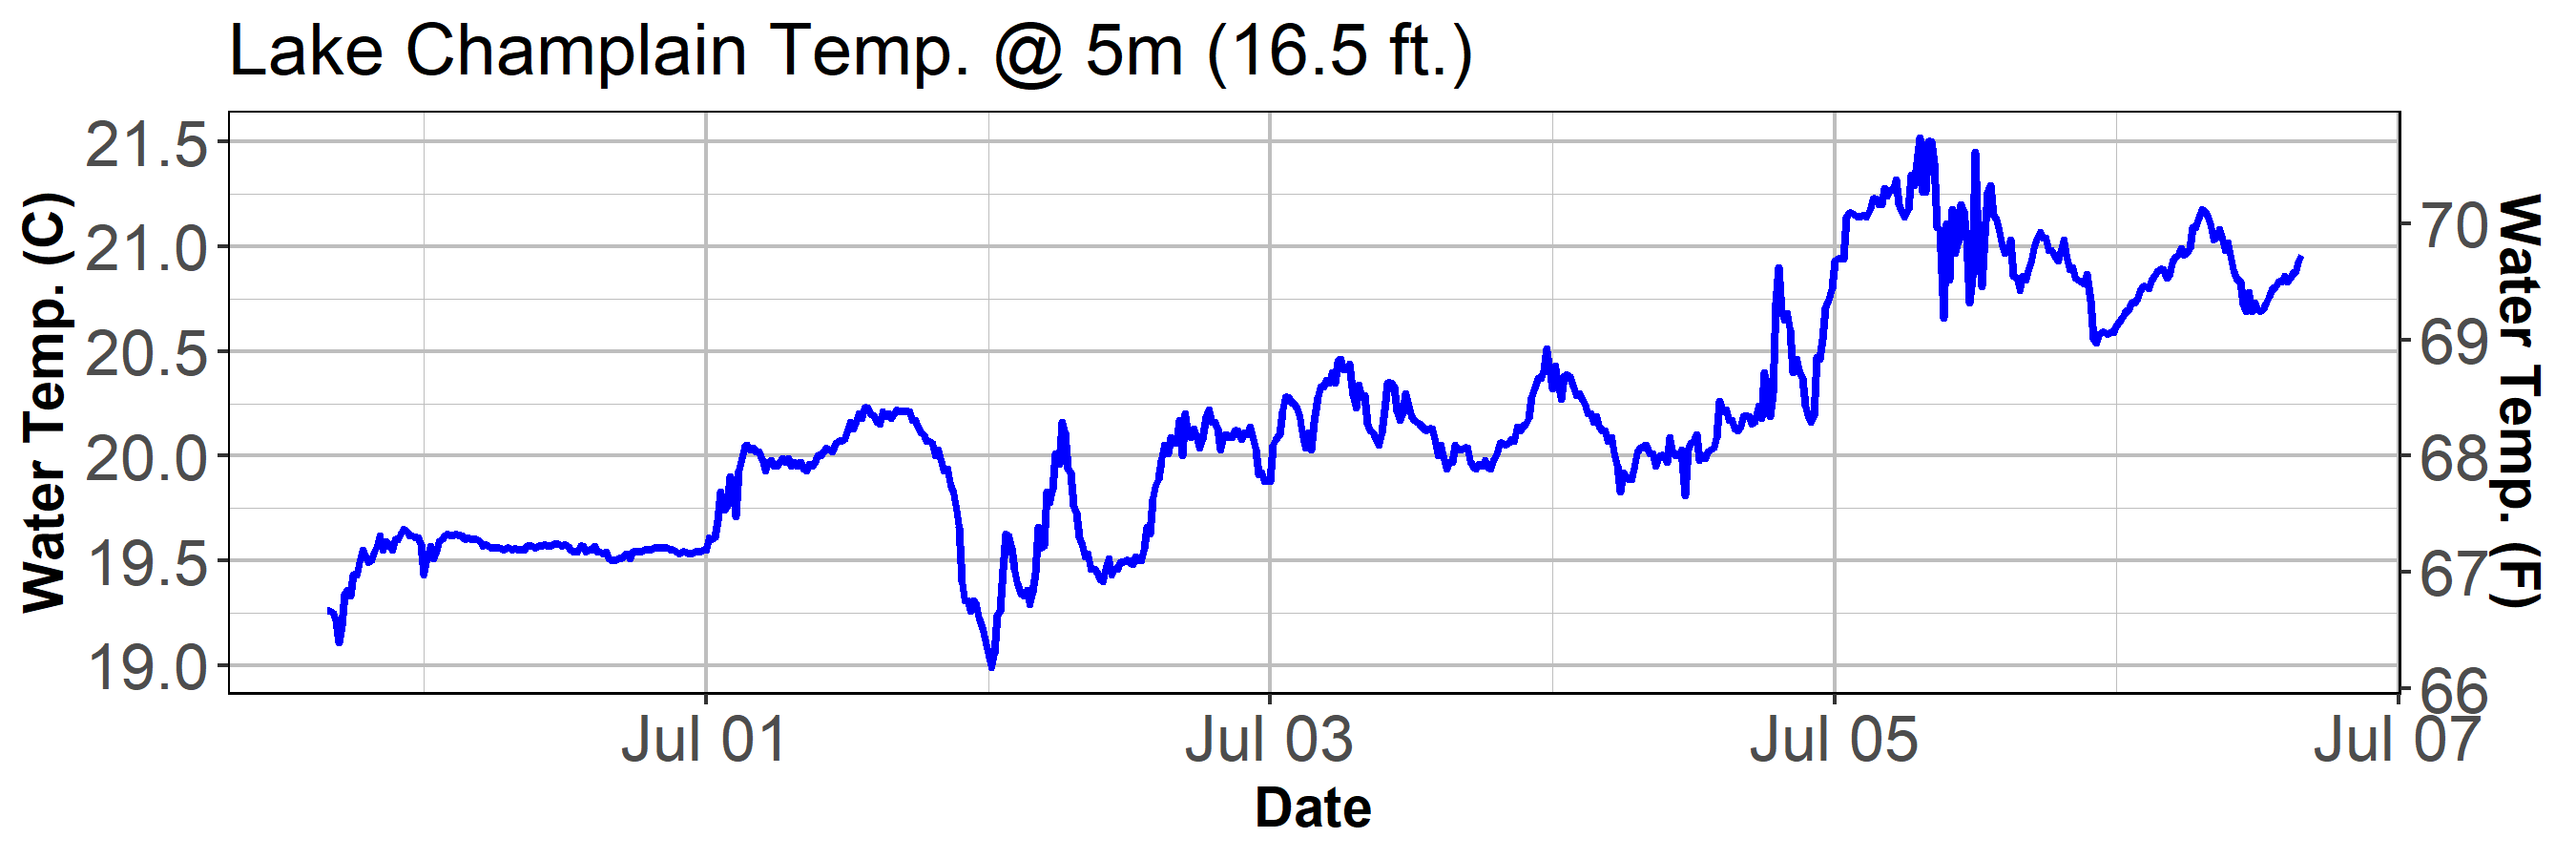 Lake Champlain Temp. @ 5m (16.5 ft.)
Water Temp. (C)
21.5
21.0
20.5
20.0
19.5
19.0
70
69
68
67
66
Water Temp. (F)
Jul 01 Jul 03 Jul 05 Jul 07
Date